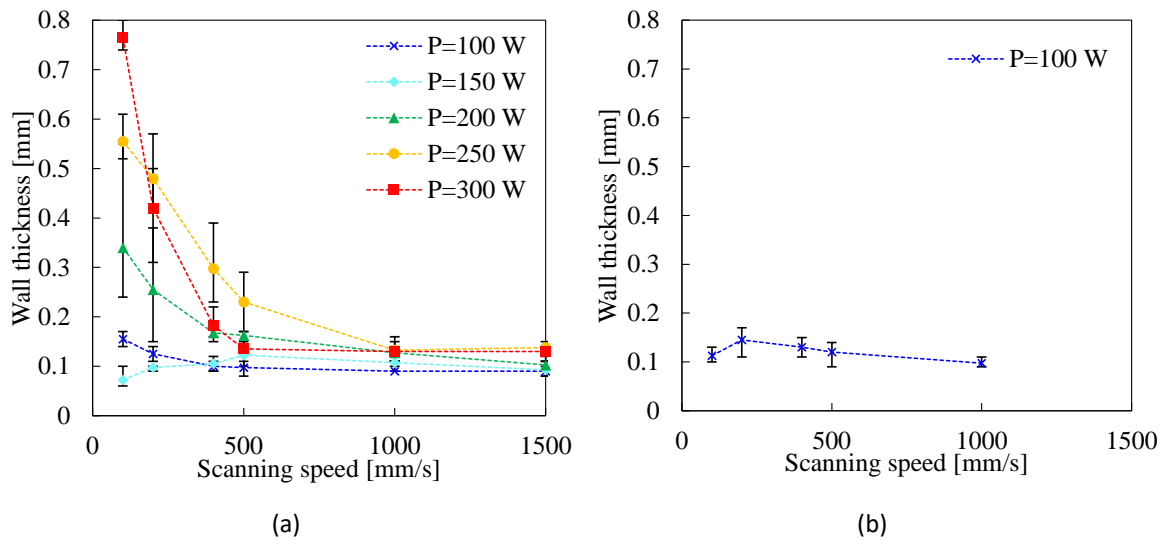 0.8
0.7
0.6
0.5
0.4
0.3
0.2
0.1
0
Wall thickness [mm]
P=100 W
P=150 W
P=200 W
P=250 W
P=300 W
0
500
1000
1500
Scanning speed [mm/s]
(a)
0.8
0.7
0.6
0.5
0.4
0.3
0.2
0.1
0
Wall thickness [mm]
P=100 W
0
500
1000
1500
Scanning speed [mm/s]
(b)